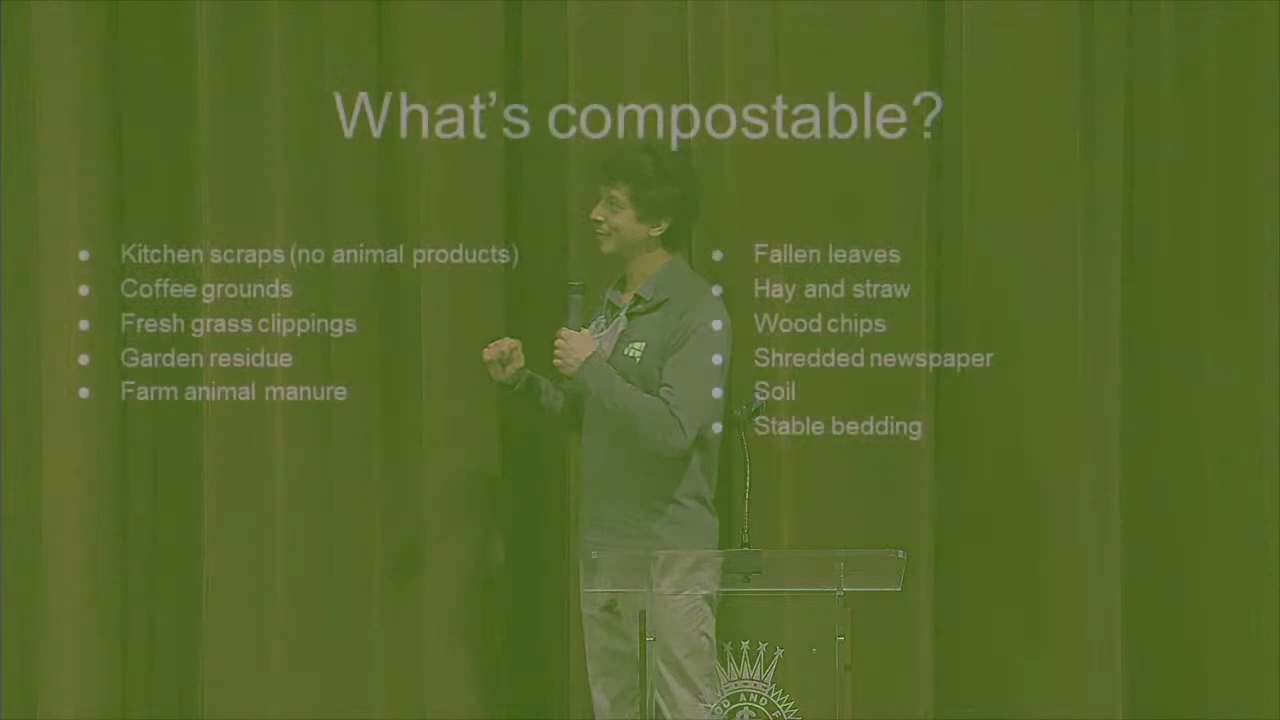 What's compostable?
● Kitchen scraps (no animal products)
● Coffee grounds
● Fresh grass clippings
● Garden residue
● Farm animal manure
● Fallen leaves
● Hay and straw
● Wood chips
● Shredded newspaper
● Soil
● Stable bedding
AND